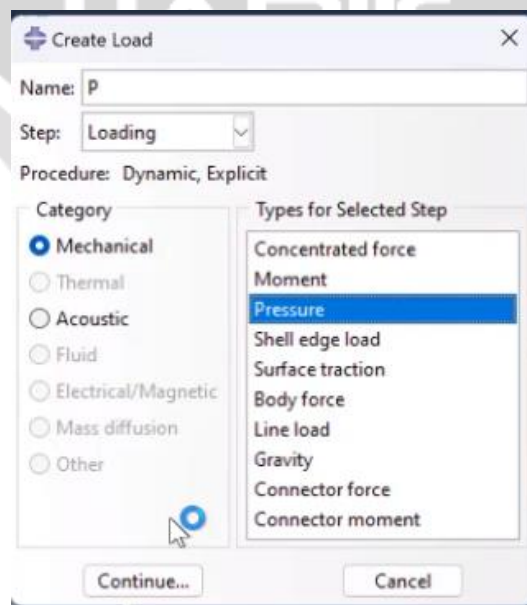 Create Load
Name: P
Step: Loading
Procedure: Dynamic, Explicit
Category
Mechanical
Thermal
Acoustic
Fluid
Electrical/Magnetic
Mass diffusion
Other
Types for Selected Step
Concentrated force
Moment
Pressure
Shell edge load
Surface traction
Body force
Line load
Gravity
Connector force
Connector moment
Continue...
Cancel